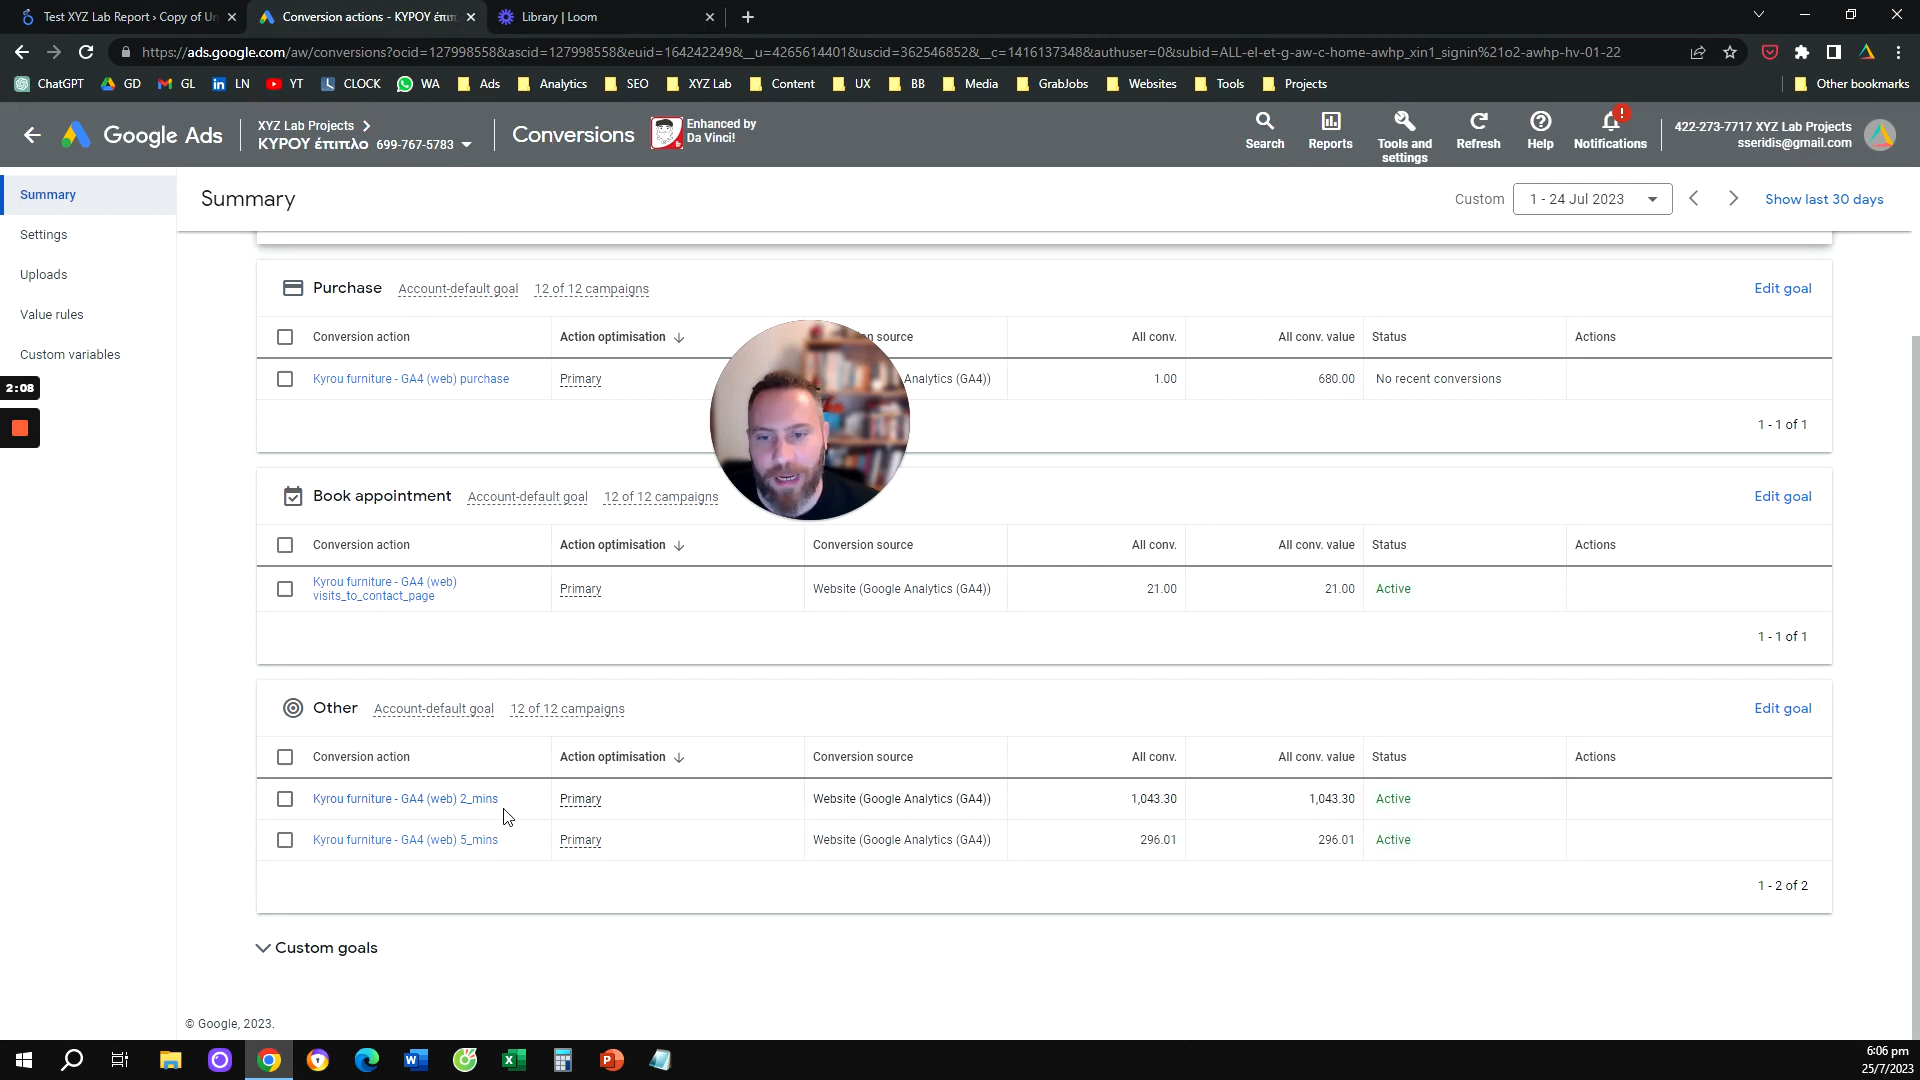 Test XYZ Lab Report › Copy of Un
Conversion actions - ΚΥΡΟΥ έπιπ
Library | Loom
https://ads.google.com/aw/conversions?ocid=127998558&ascid=127998558&euid=164242249&__u=4265614401&uscid=362546852&__c=1416137348&authuser=0&subid=ALL-el-et-g-aw-c-home-awhp_xin1_signin%21o2-awhp-hv-01-22
ChatGPT GD GL LN YT CLOCK WA Ads Analytics SEO XYZ Lab Content UX BB Media GrabJobs Websites Tools Projects Other bookmarks
Google Ads
XYZ Lab Projects
ΚΥΡΟΥ έπιπλο 699-767-5783
Conversions
Enhanced by
Da Vinci!
Search
Reports
Tools and
settings
Refresh
Help
Notifications
422-273-7717 XYZ Lab Projects
sseridis@gmail.com
Summary
Settings
Uploads
Value rules
Custom variables
2:08
Summary
Custom 1 - 24 Jul 2023 Show last 30 days
Purchase Account-default goal 12 of 12 campaigns Edit goal
Conversion action Action optimisation source All conv. All conv. value Status Actions
Kyrou furniture - GA4 (web) purchase Primary Analytics (GA4)) 1.00 680.00 No recent conversions
1 - 1 of 1
Book appointment Account-default goal 12 of 12 campaigns Edit goal
Conversion action Action optimisation Conversion source All conv. All conv. value Status Actions
Kyrou furniture - GA4 (web)
visits_to_contact_page Primary Website (Google Analytics (GA4)) 21.00 21.00 Active
1 - 1 of 1
Other Account-default goal 12 of 12 campaigns Edit goal
Conversion action Action optimisation Conversion source All conv. All conv. value Status Actions
Kyrou furniture - GA4 (web) 2_mins Primary Website (Google Analytics (GA4)) 1,043.30 1,043.30 Active
Kyrou furniture - GA4 (web) 5_mins Primary Website (Google Analytics (GA4)) 296.01 296.01 Active
1 - 2 of 2
Custom goals
© Google, 2023.
6:06 pm
25/7/2023